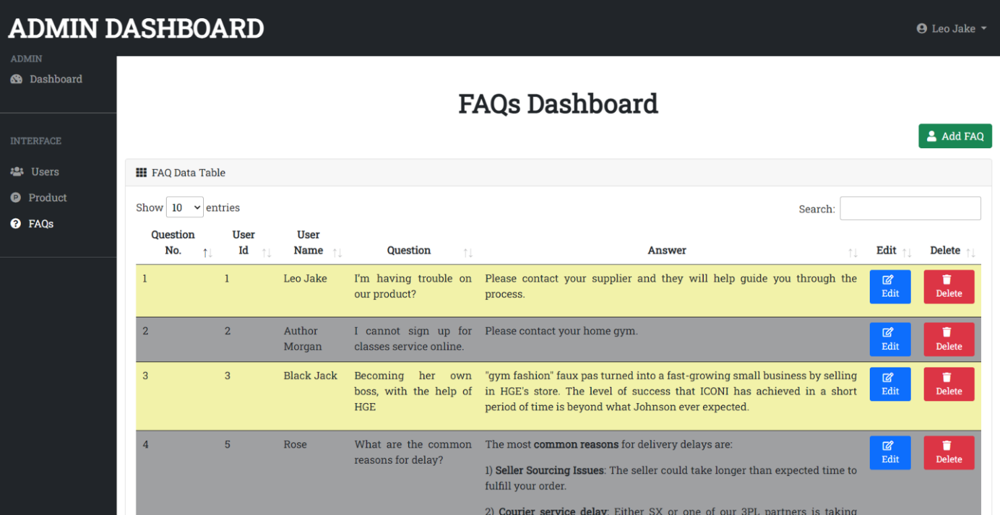 ADMIN DASHBOARD
Leo Jake
ADMIN
Dashboard
INTERFACE
Users
Product
FAQs
FAQs Dashboard
Add FAQ
FAQ Data Table
Show 10 entries
Search:
Question No.
User Id
User Name
Question
Answer
Edit
Delete
1
1
Leo Jake
I'm having trouble on
our product?
Please contact your supplier and they will help guide you through the
process.
Edit
Delete
2
2
Author
Morgan
I cannot sign up for
classes service online.
Please contact your home gym.
Edit
Delete
3
3
Black Jack
Becoming her own
boss, with the help of
HGE
"gym fashion" faux pas turned into a fast-growing small business by selling
in HGE's store. The level of success that ICONI has achieved in a short
period of time is beyond what Johnson ever expected.
Edit
Delete
4
5
Rose
What are the common
reasons for delay?
The most common reasons for delivery delays are:
1) Seller Sourcing Issues: The seller could take longer than expected time to
fulfill your order.
2) Courier service delay: Either SX or one of our 3PL partners is taking
Edit
Delete